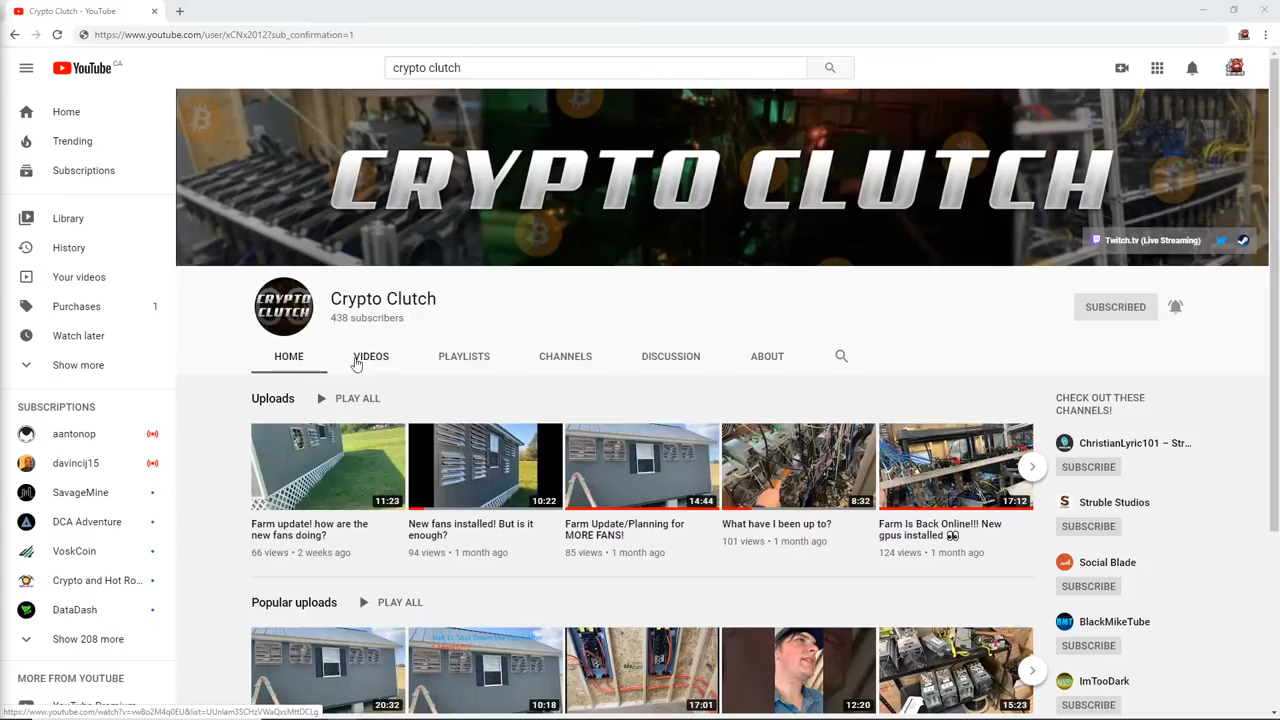 Crypto Clutch - YouTube
https://www.youtube.com/user/xCNx2012?sub_confirmation=1
YouTube CA
crypto clutch
Home
Trending
Subscriptions
Library
History
Your videos
Purchases 1
Watch later
Show more
SUBSCRIPTIONS
aantonop
davincij15
SavageMine
DCA Adventure
VoskCoin
Crypto and Hot Ro...
DataDash
Show 208 more
MORE FROM YOUTUBE
CRYPTO CLUTCH
Twitch.tv (Live Streaming)
CRYPTO
CLUTCH
Crypto Clutch
438 subscribers
SUBSCRIBED
HOME VIDEOS PLAYLISTS CHANNELS DISCUSSION ABOUT
Uploads PLAY ALL
11:23 10:22 14:44 8:32 17:12
Farm update! how are the
new fans doing?
66 views • 2 weeks ago
New fans installed! But is it
enough?
94 views • 1 month ago
Farm Update/Planning for
MORE FANS!
85 views • 1 month ago
What have I been up to?
101 views • 1 month ago
Farm Is Back Online!!! New
gpus installed 👀
124 views • 1 month ago
Popular uploads PLAY ALL
20:32 10:18 17:01 12:20 15:23
CHECK OUT THESE
CHANNELS!
ChristianLyric101 – Str...
SUBSCRIBE
Struble Studios
SUBSCRIBE
Social Blade
SUBSCRIBE
BlackMikeTube
SUBSCRIBE
ImTooDark
SUBSCRIBE